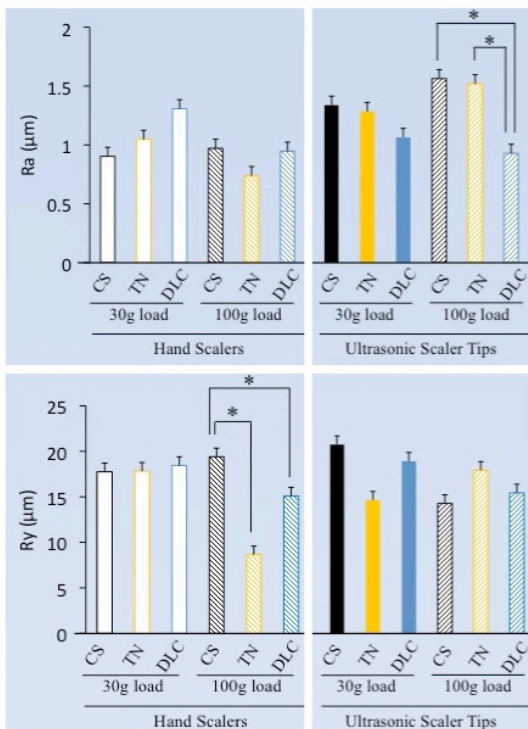 2
1.5
1
0.5
0
Ra (μm)
* *
CS TN DLC CS TN DLC
30g load 100g load
Hand Scalers
CS TN DLC CS TN DLC
30g load 100g load
Ultrasonic Scaler Tips
25
20
15
10
5
0
Ry (μm)
* *
CS TN DLC CS TN DLC
30g load 100g load
Hand Scalers
CS TN DLC CS TN DLC
30g load 100g load
Ultrasonic Scaler Tips